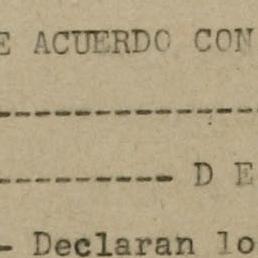 E ACUERDO CON
-----------------
---------- D E
- Declaran lo